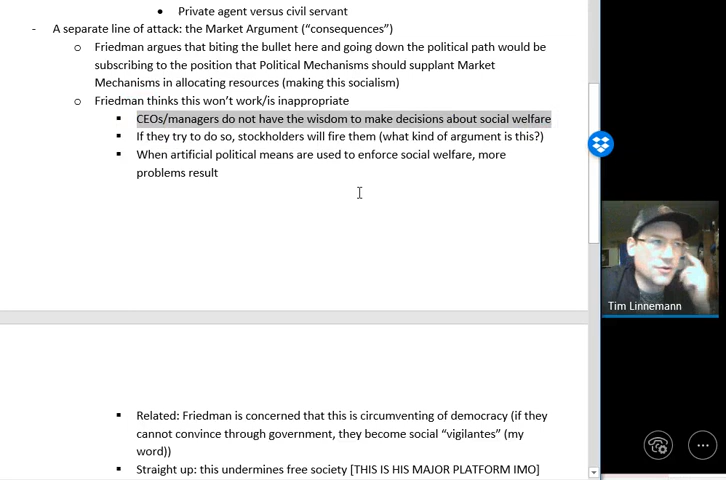 • Private agent versus civil servant
- A separate line of attack: the Market Argument (“consequences”)
o Friedman argues that biting the bullet here and going down the political path would be
subscribing to the position that Political Mechanisms should supplant Market
Mechanisms in allocating resources (making this socialism)
o Friedman thinks this won’t work/is inappropriate
▪ CEOs/managers do not have the wisdom to make decisions about social welfare
▪ If they try to do so, stockholders will fire them (what kind of argument is this?)
▪ When artificial political means are used to enforce social welfare, more
problems result
Tim Linnemann
▪ Related: Friedman is concerned that this is circumventing of democracy (if they
cannot convince through government, they become social “vigilantes” (my
word))
▪ Straight up: this undermines free society [THIS IS HIS MAJOR PLATFORM IMO]